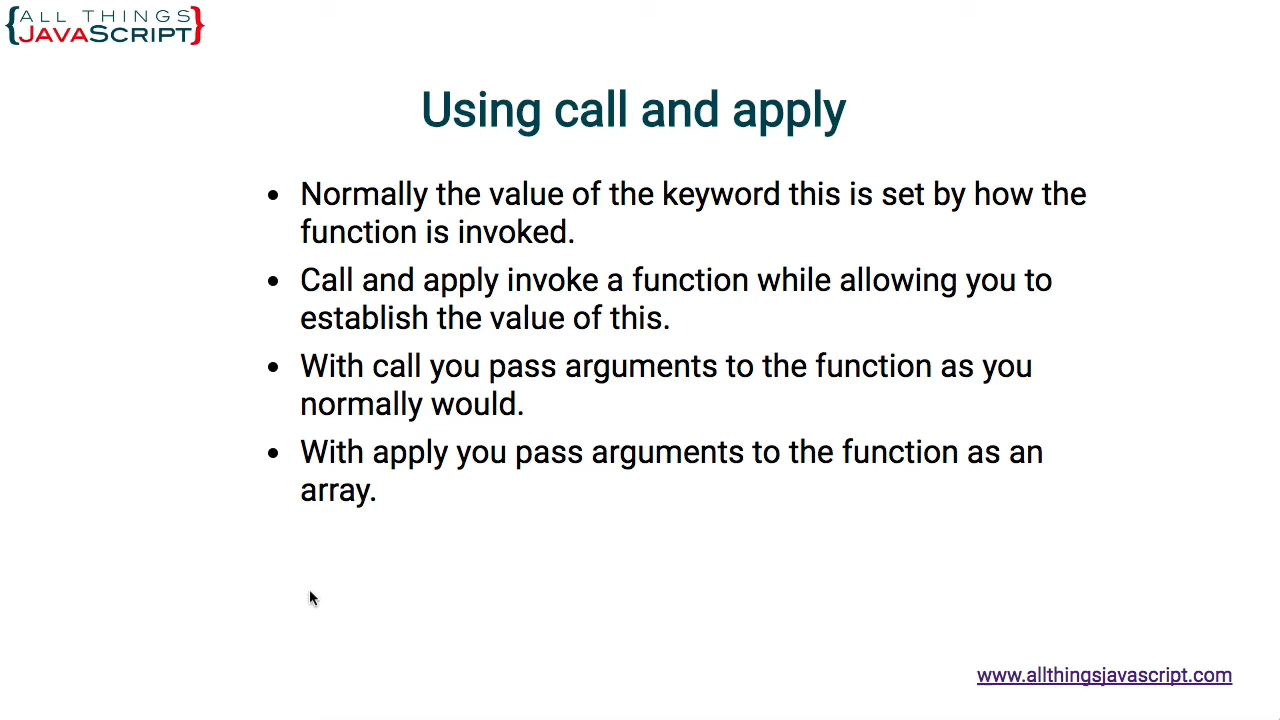 {ALL THINGS
JAVASCRIPT}
Using call and apply
• Normally the value of the keyword this is set by how the
function is invoked.
• Call and apply invoke a function while allowing you to
establish the value of this.
• With call you pass arguments to the function as you
normally would.
• With apply you pass arguments to the function as an
array.
www.allthingsjavascript.com